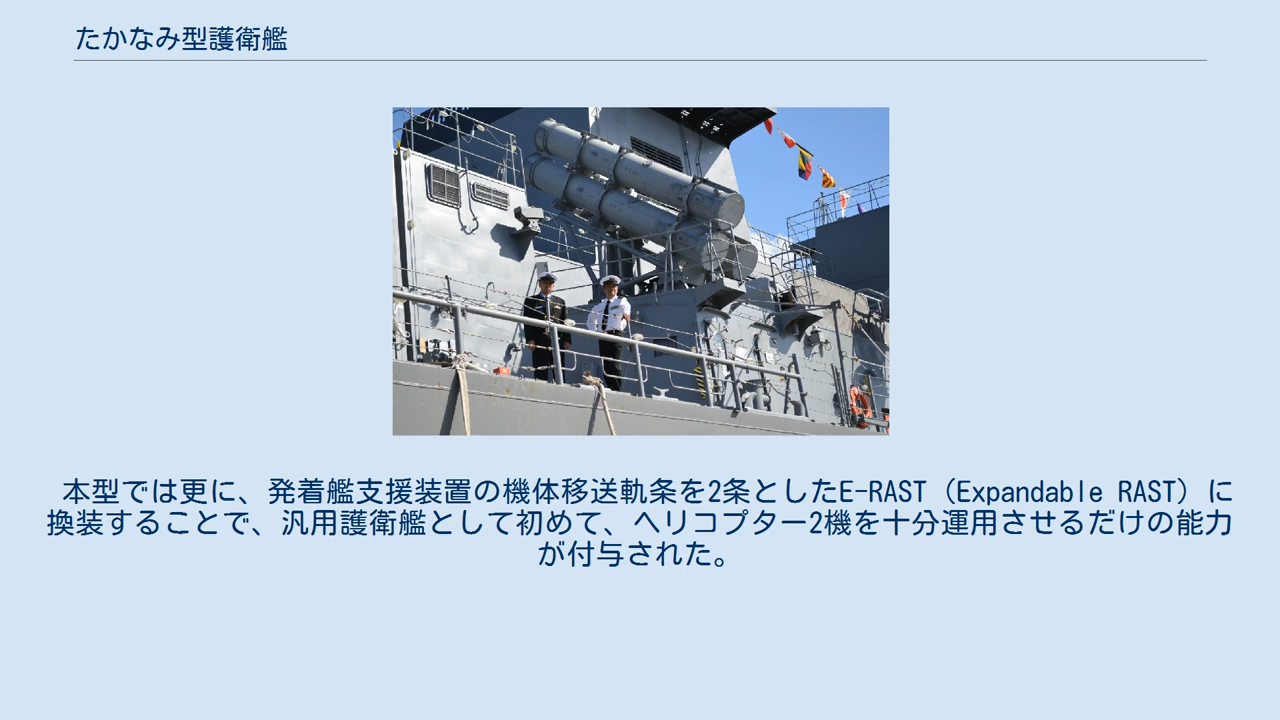 たかなみ型護衛艦
本型では更に、発着艦支援装置の機体移送軌条を2条としたE-RAST（Expandable RAST）に
換装することで、汎用護衛艦として初めて、ヘリコプター2機を十分運用させるだけの能力
が付与された。